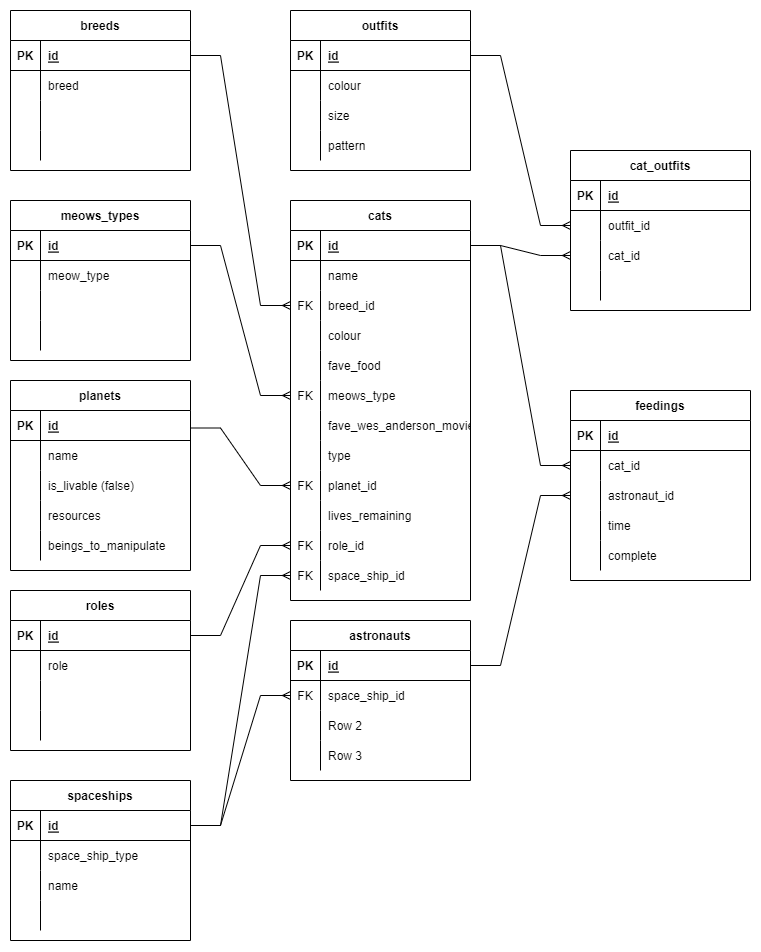 breeds
PK id
breed
outfits
PK id
colour
size
pattern
cat_outfits
PK id
outfit_id
cat_id
meows_types
PK id
meow_type
cats
PK id
name
FK breed_id
colour
fave_food
FK meows_type
fave_wes_anderson_movie
type
FK planet_id
lives_remaining
FK role_id
FK space_ship_id
planets
PK id
name
is_livable (false)
resources
beings_to_manipulate
feedings
PK id
cat_id
astronaut_id
time
complete
roles
PK id
role
astronauts
PK id
FK space_ship_id
Row 2
Row 3
spaceships
PK id
space_ship_type
name